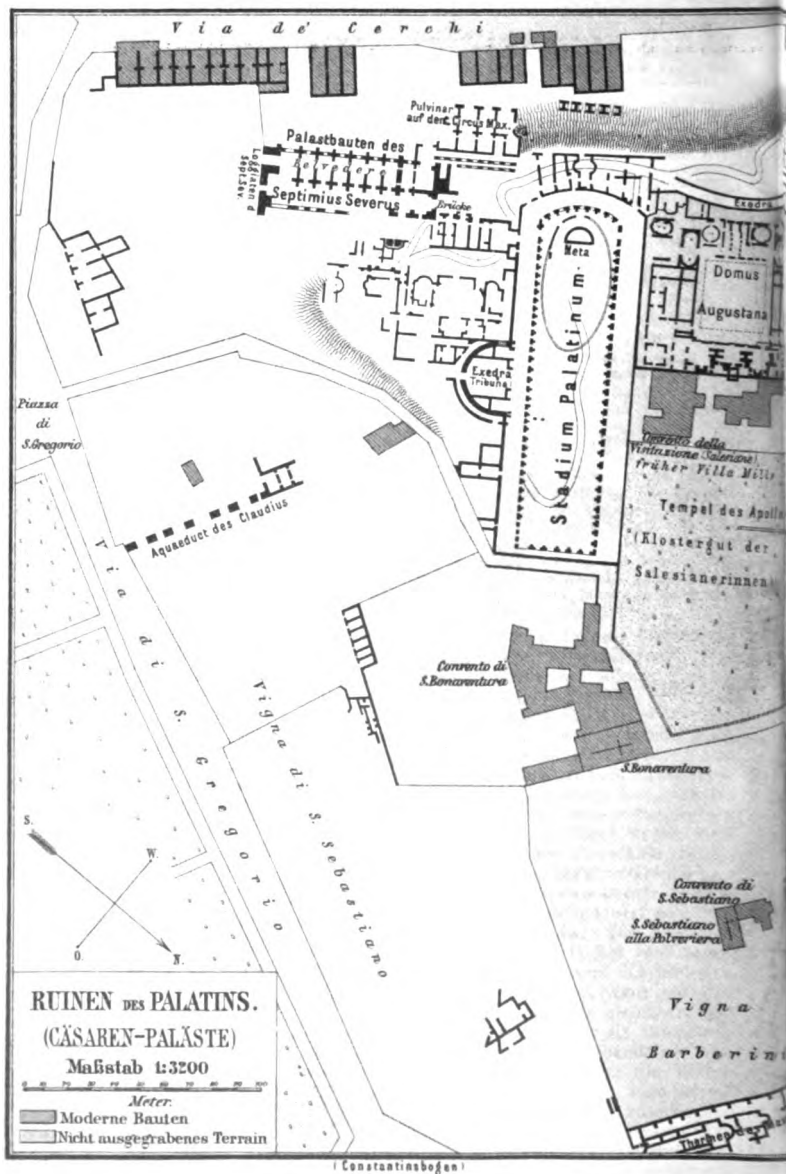 Via de' Cerchi
Pulvinar
auf dem Circus Max.
Palastbauten des
Belvedere
Septimius Severus
Loggiaten d
Sept. Sev.
Brücke
Exedra
Meta
Domus
Augustana
Stadium Palatinum
Exedra
(Tribuna)
Piazza
di
S. Gregorio
Convento della
Visitazione (Salesiane)
früher Villa Mills
Tempel des Apollo
(Klostergut der
Salesianerinnen)
Aquaeduct des Claudius
Via di S. Gregorio
Vigna di S. Sebastiano
Convento di
S. Bonaventura
S. Bonaventura
S.
W.
O.
N.
Convento di
S. Sebastiano
S. Sebastiano
alla Polveriera
Vigna
Barberini
RUINEN DES PALATINS.
(CÄSAREN-PALÄSTE)
Maßstab 1:3200
Meter.
Moderne Bauten
Nicht ausgegrabenes Terrain
Thermen des
(Constantinsbogen)